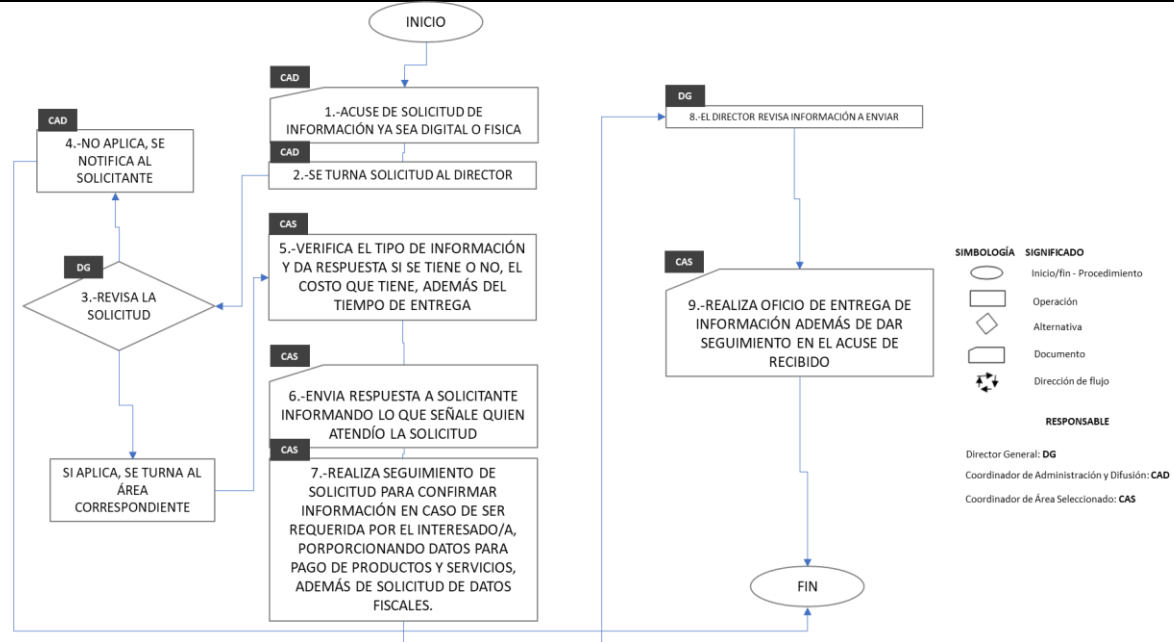 INICIO
CAD
1.-ACUSE DE SOLICITUD DE
INFORMACIÓN YA SEA DIGITAL O FISICA
CAD
2.-SE TURNA SOLICITUD AL DIRECTOR
CAD
4.-NO APLICA, SE
NOTIFICA AL
SOLICITANTE
DG
3.-REVISA LA
SOLICITUD
SI APLICA, SE TURNA AL
ÁREA
CORRESPONDIENTE
CAS
5.-VERIFICA EL TIPO DE INFORMACIÓN
Y DA RESPUESTA SI SE TIENE O NO, EL
COSTO QUE TIENE, ADEMÁS DEL
TIEMPO DE ENTREGA
CAS
6.-ENVIA RESPUESTA A SOLICITANTE
INFORMANDO LO QUE SEÑALE QUIEN
ATENDÍO LA SOLICITUD
CAS
7.-REALIZA SEGUIMIENTO DE
SOLICITUD PARA CONFIRMAR
INFORMACIÓN EN CASO DE SER
REQUERIDA POR EL INTERESADO/A,
PORPORCIONANDO DATOS PARA
PAGO DE PRODUCTOS Y SERVICIOS,
ADEMÁS DE SOLICITUD DE DATOS
FISCALES.
DG
8.-EL DIRECTOR REVISA INFORMACIÓN A ENVIAR
CAS
9.-REALIZA OFICIO DE ENTREGA DE
INFORMACIÓN ADEMÁS DE DAR
SEGUIMIENTO EN EL ACUSE DE
RECIBIDO
FIN
SIMBOLOGÍA SIGNIFICADO
Inicio/fin - Procedimiento
Operación
Alternativa
Documento
Dirección de flujo
RESPONSABLE
Director General: DG
Coordinador de Administración y Difusión: CAD
Coordinador de Área Seleccionado: CAS